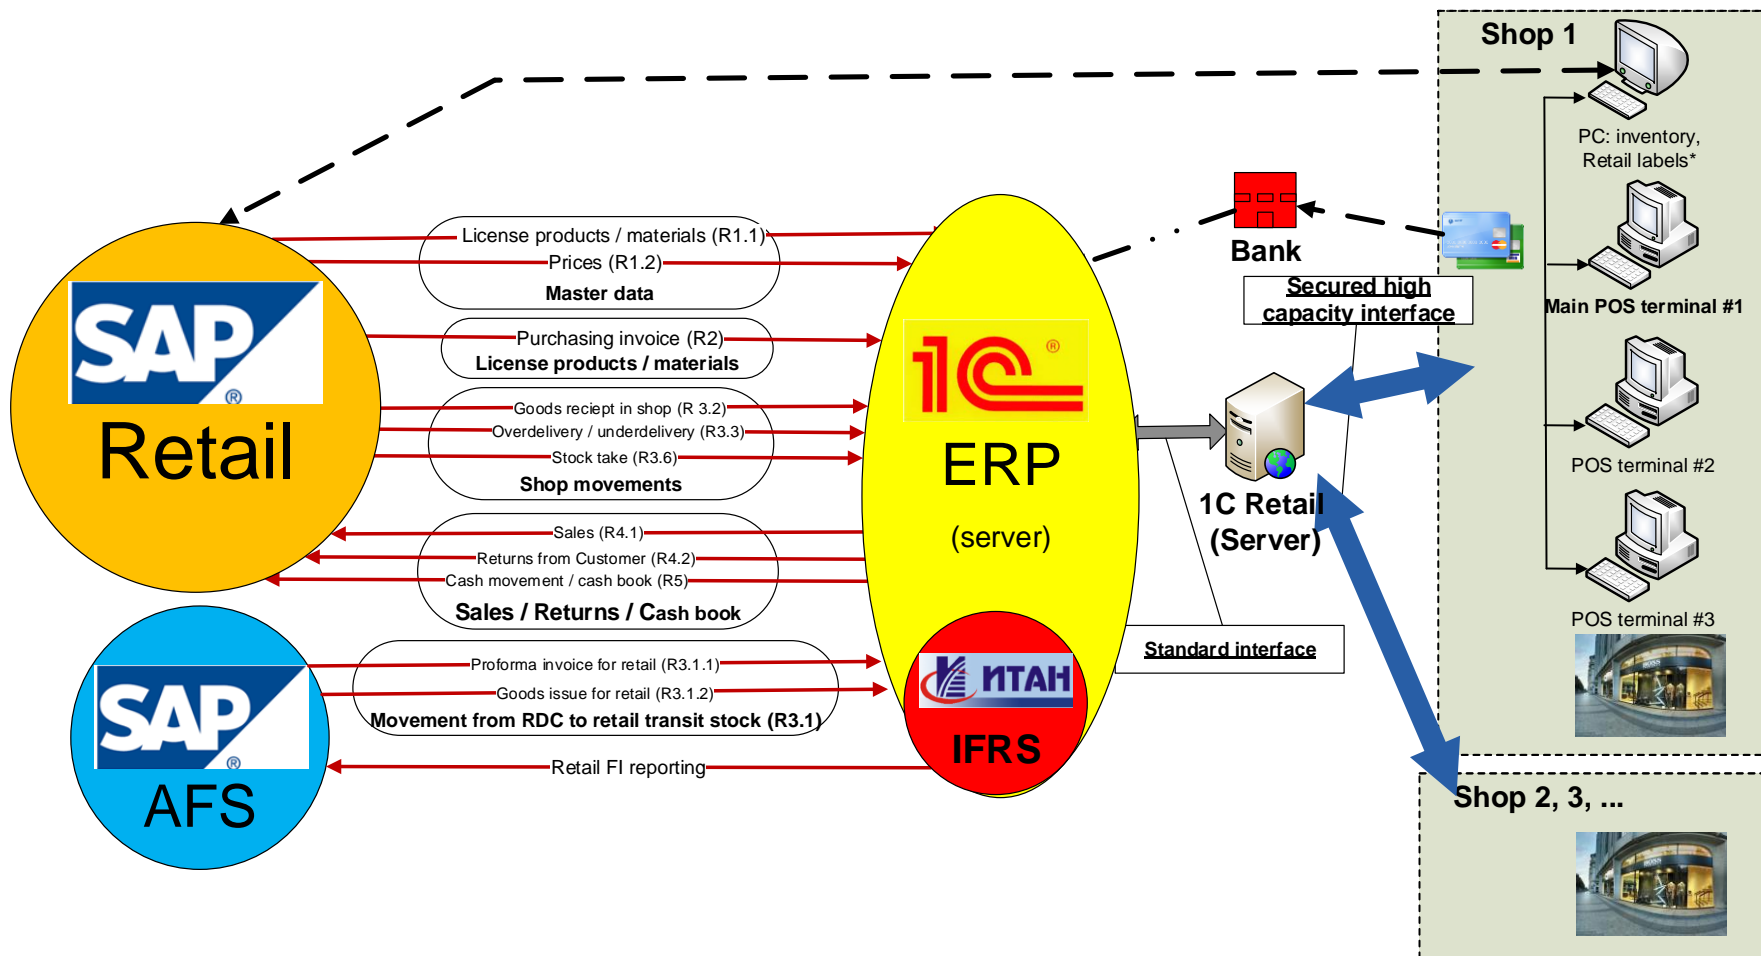 Shop 1
PC: inventory,
Retail labels*
Main POS terminal #1
POS terminal #2
POS terminal #3
Shop 2, 3, ...
Bank
Secured high
capacity interface
License products / materials (R1.1)
Prices (R1.2)
Master data
Purchasing invoice (R2)
License products / materials
Goods reciept in shop (R 3.2)
Overdelivery / underdelivery (R3.3)
Stock take (R3.6)
Shop movements
Sales (R4.1)
Returns from Customer (R4.2)
Cash movement / cash book (R5)
Sales / Returns / Cash book
Proforma invoice for retail (R3.1.1)
Goods issue for retail (R3.1.2)
Movement from RDC to retail transit stock (R3.1)
Retail FI reporting
SAP
®
Retail
SAP
®
AFS
1C
®
ERP
(server)
ИТАН
IFRS
1C Retail
(Server)
Standard interface